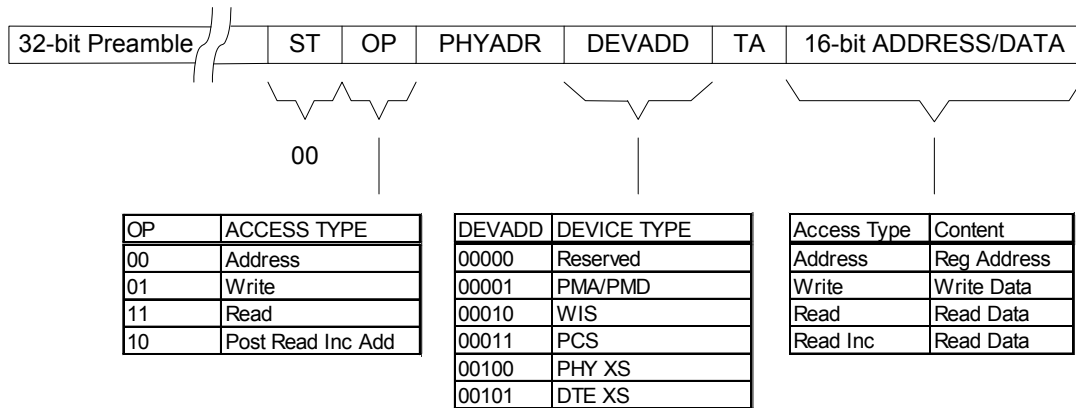 32-bit Preamble ST OP PHYADR DEVADD TA 16-bit ADDRESS/DATA
00
OP ACCESS TYPE
00 Address
01 Write
11 Read
10 Post Read Inc Add
DEVADD DEVICE TYPE
00000 Reserved
00001 PMA/PMD
00010 WIS
00011 PCS
00100 PHY XS
00101 DTE XS
Access Type Content
Address Reg Address
Write Write Data
Read Read Data
Read Inc Read Data